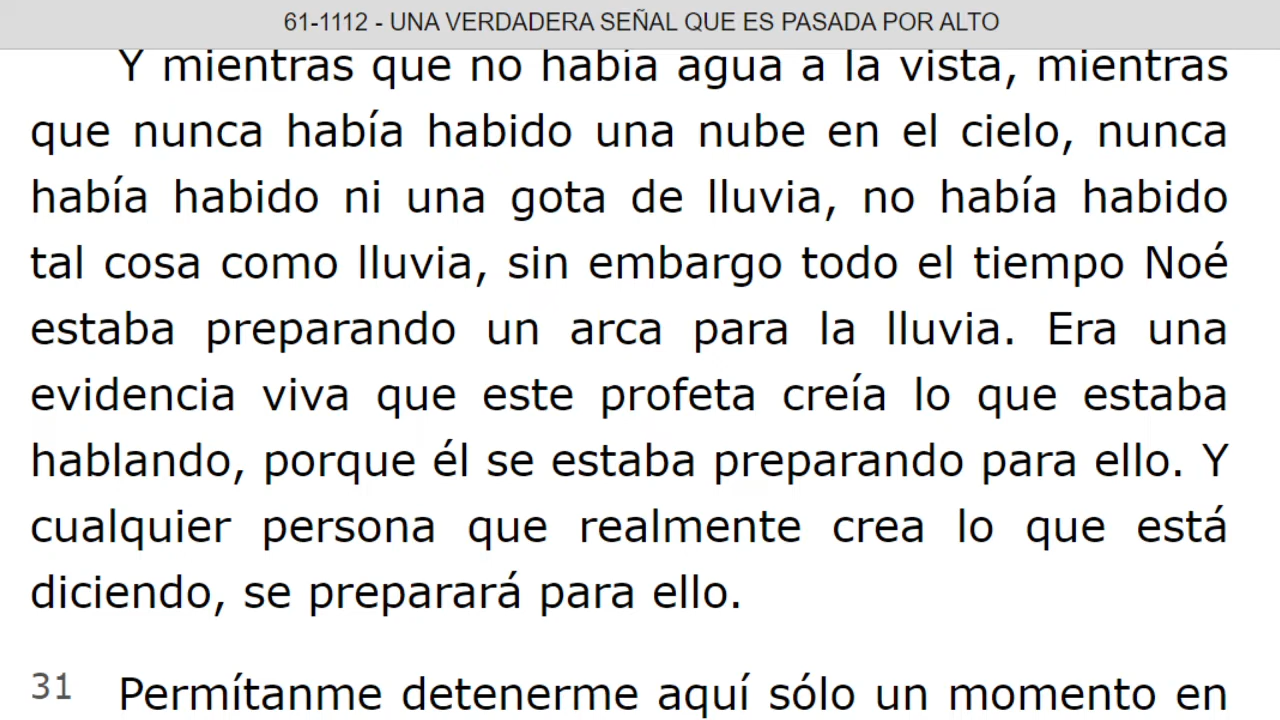 61-1112 - UNA VERDADERA SEÑAL QUE ES PASADA POR ALTO
Y mientras que no había agua a la vista, mientras
que nunca había habido una nube en el cielo, nunca
había habido ni una gota de lluvia, no había habido
tal cosa como lluvia, sin embargo todo el tiempo Noé
estaba preparando un arca para la lluvia. Era una
evidencia viva que este profeta creía lo que estaba
hablando, porque él se estaba preparando para ello. Y
cualquier persona que realmente crea lo que está
diciendo, se preparará para ello.
31 Permítanme detenerme aquí sólo un momento en